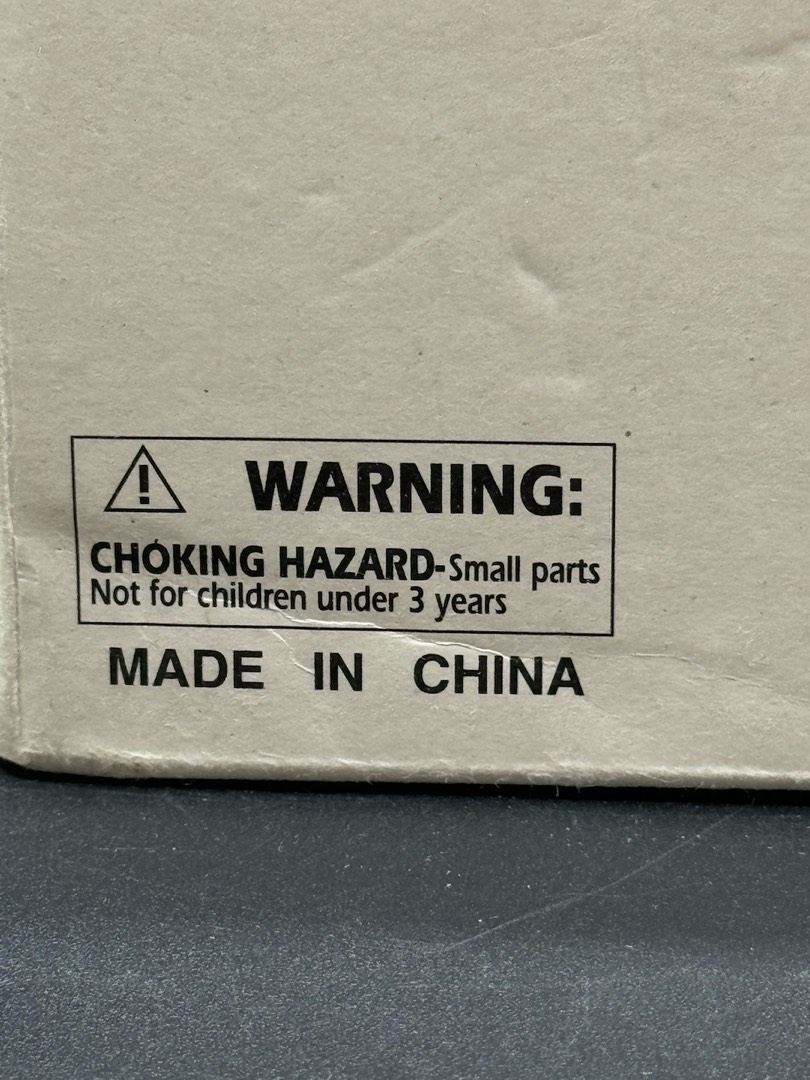 WARNING:
CHOKING HAZARD-Small parts
Not for children under 3 years
MADE IN CHINA